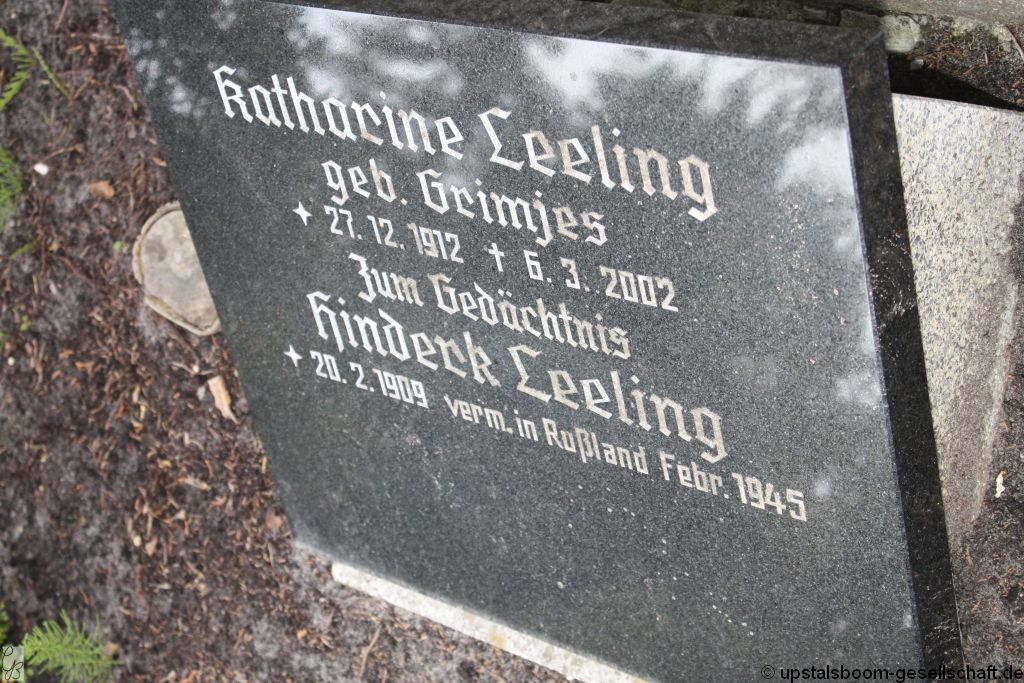 Katharine Leeling
geb. Grimjes
27. 12. 1912 † 6. 3. 2002
Zum Gedächtnis
Hinderk Leeling
20. 2. 1909 verm. in Rußland Febr. 1945
© upstalsboom-gesellschaft.de